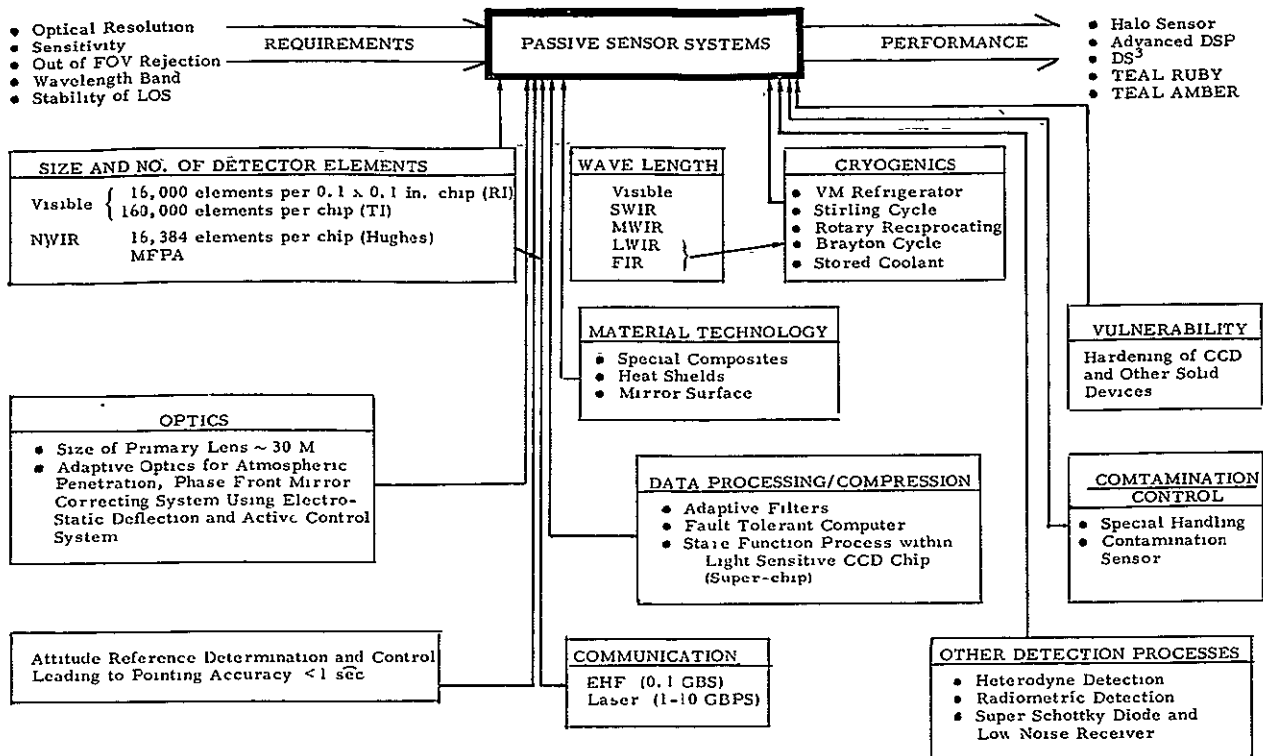 • Optical Resolution
• Sensitivity
• Out of FOV Rejection
• Wavelength Band
• Stability of LOS
REQUIREMENTS
PASSIVE SENSOR SYSTEMS
PERFORMANCE
• Halo Sensor
• Advanced DSP
• DS³
• TEAL RUBY
• TEAL AMBER
SIZE AND NO. OF DETECTOR ELEMENTS
Visible { 16,000 elements per 0.1 x 0.1 in. chip (RI)
160,000 elements per chip (TI)
NWIR 16,384 elements per chip (Hughes)
MFPA
WAVE LENGTH
Visible
SWIR
MWIR
LWIR
FIR
CRYOGENICS
• VM Refrigerator
• Stirling Cycle
• Rotary Reciprocating
• Brayton Cycle
• Stored Coolant
MATERIAL TECHNOLOGY
• Special Composites
• Heat Shields
• Mirror Surface
VULNERABILITY
Hardening of CCD
and Other Solid
Devices
OPTICS
• Size of Primary Lens ~ 30 M
• Adaptive Optics for Atmospheric
Penetration, Phase Front Mirror
Correcting System Using Electro-
Static Deflection and Active Control
System
DATA PROCESSING/COMPRESSION
• Adaptive Filters
• Fault Tolerant Computer
• State Function Process within
Light Sensitive CCD Chip
(Super-chip)
COMTAMINATION
CONTROL
• Special Handling
• Contamination
Sensor
Attitude Reference Determination and Control
Leading to Pointing Accuracy <1 sec
COMMUNICATION
EHF (0.1 GBS)
Laser (1-10 GBPS)
OTHER DETECTION PROCESSES
• Heterodyne Detection
• Radiometric Detection
• Super Schottky Diode and
Low Noise Receiver